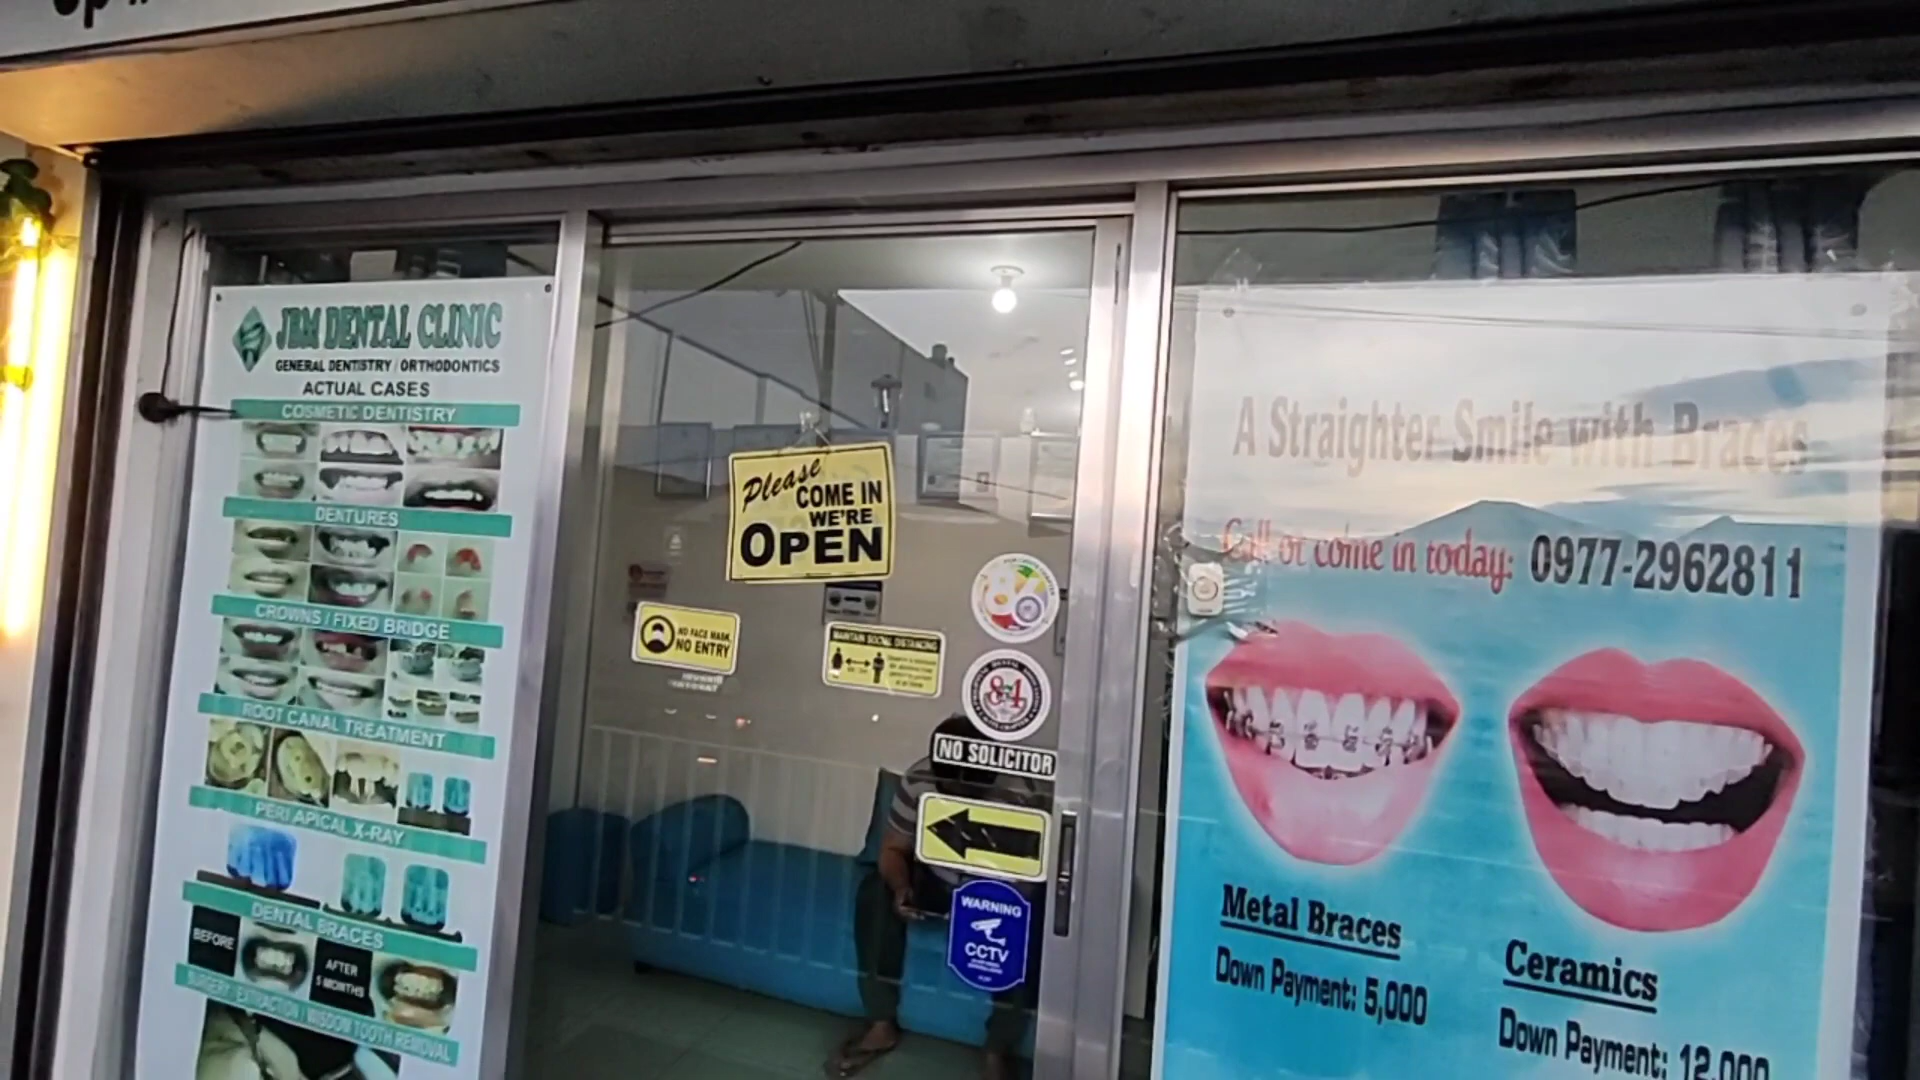 JBM DENTAL CLINIC
GENERAL DENTISTRY / ORTHODONTICS
ACTUAL CASES
COSMETIC DENTISTRY
DENTURES
CROWNS / FIXED BRIDGE
ROOT CANAL TREATMENT
PERI APICAL X-RAY
DENTAL BRACES
BEFORE
AFTER
5 MONTHS
SURGERY EXTRACTION / WISDOM TOOTH REMOVAL
Please
COME IN
WE'RE
OPEN
NO FACE MASK,
NO ENTRY
MAINTAIN SOCIAL DISTANCING
84
NO SOLICITOR
WARNING
CCTV
A Straighter Smile with Braces
Call or come in today: 0977-2962811
Metal Braces
Down Payment: 5,000
Ceramics
Down Payment: 12,000